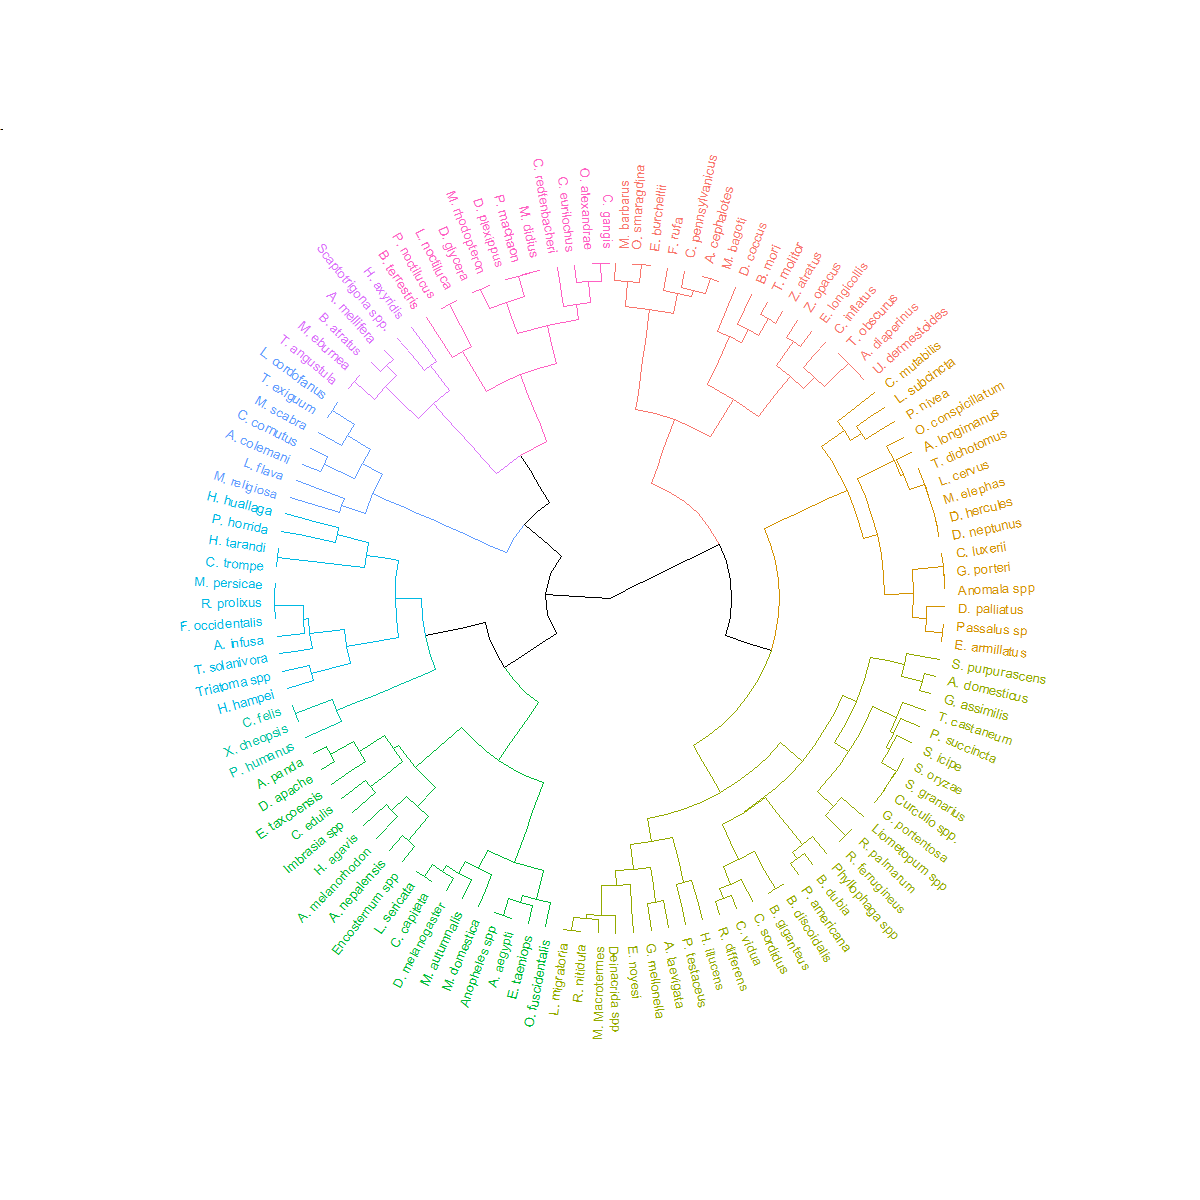 C. gangis
M. barbarus
O. smaragdina
E. burchellii
F. rufa
C. pennsylvanicus
A. cephalotes
M. bagoti
D. coccus
B. mori
T. molitor
Z. atratus
Z. opacus
E. longicollis
C. inflatus
T. obscurus
A. diaperinus
U. dermestoides
C. mutabilis
L. subcincta
P. nivea
O. conspicillatum
A. longimanus
T. dichotomus
L. cervus
M. elephas
D. hercules
D. neptunus
C. luxerii
G. porteri
Anomala spp
D. palliatus
Passalus sp
E. armillatus
S. purpurascens
A. domesticus
G. assimilis
T. castaneum
P. succincta
S. icipe
S. oryzae
S. granarius
Curculio spp.
G. portentosa
Liometopum spp
R. palmarum
R. ferrugineus
Phyllophaga spp
B. dubia
P. americana
B. discoidalis
B. giganteus
C. sordidus
C. vidua
R. differens
H. illucens
P. testaceus
A. laevigata
G. mellonella
E. noyesi
Deinacrida spp
M. Macrotermes
R. nitidula
L. migratoria
O. fuscidentalis
E. taeniops
A. aegypti
Anopheles spp
M. domestica
M. autumnalis
D. melanogaster
C. capitata
L. sericata
Encosternum spp
A. nepalensis
A. melanorhodon
H. agavis
Imbrasia spp
C. edulis
E. taxcoensis
D. apache
A. panda
P. humanus
X. cheopsis
C. felis
H. hampei
Triatoma spp
T. solanivora
A. infusa
F. occidentalis
R. prolixus
M. persicae
C. trompe
H. tarandi
P. horrida
H. huallaga
M. religiosa
L. flava
A. colemani
C. cornutus
M. scabra
T. exiguum
L. cordofanus
T. angustula
M. eburnea
B. atratus
A. mellifera
Scaptotrigona spp.
H. axyridis
B. terrestris
P. noctilucus
L. noctiluca
D. glycera
M. rhodopteron
D. plexippus
P. machaon
M. didius
C. redtenbacheri
C. eurilochus
O. alexandrae